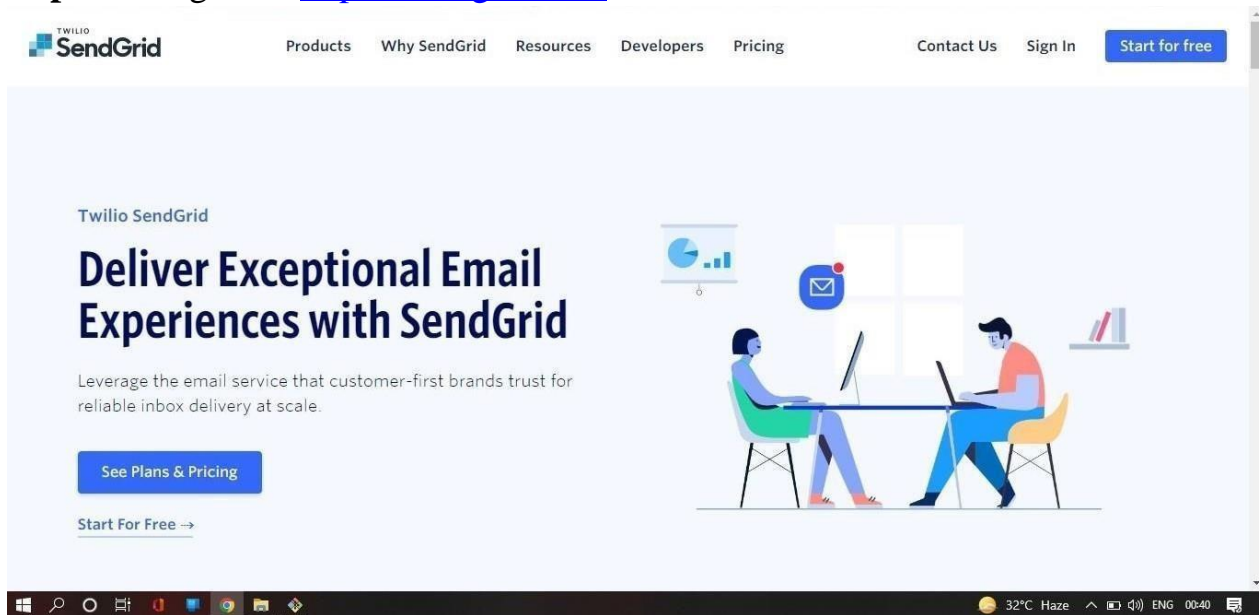 TWILIO
SendGrid
Products Why SendGrid Resources Developers Pricing Contact Us Sign In Start for free
Twilio SendGrid
Deliver Exceptional Email
Experiences with SendGrid
Leverage the email service that customer-first brands trust for
reliable inbox delivery at scale.
See Plans & Pricing
Start For Free →
32°C Haze ENG 00:40